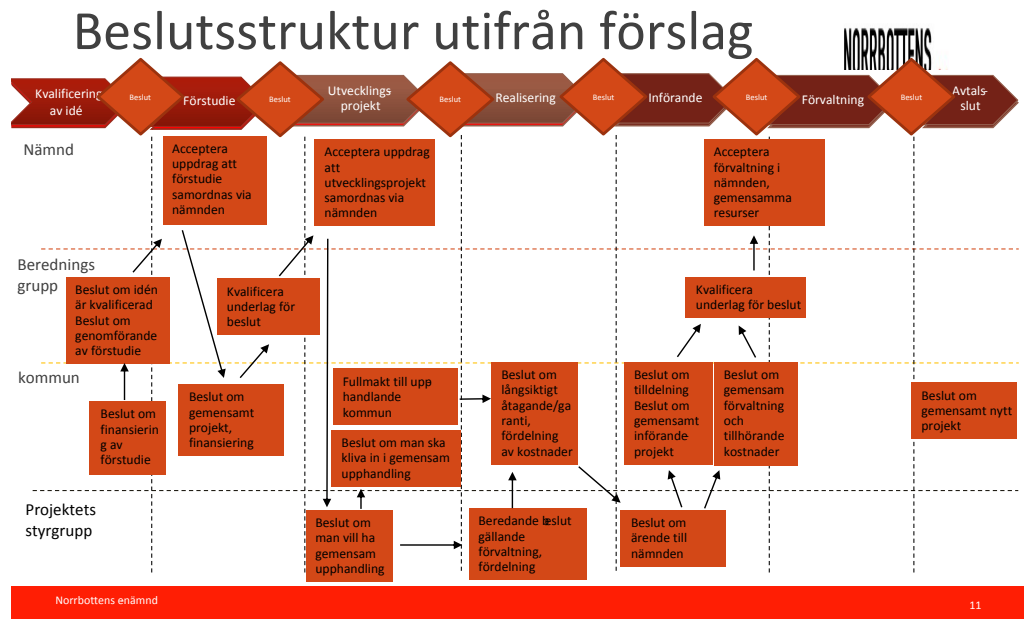 Beslutsstruktur utifrån förslag
NORRBOTTENS
Kvalificering
av idé
Beslut
Förstudie
Beslut
Utvecklings-
projekt
Beslut
Realisering
Beslut
Införande
Beslut
Förvaltning
Beslut
Avtals-
slut
Nämnd
Acceptera
uppdrag att
förstudie
samordnas via
nämnden
Acceptera uppdrag
att
utvecklingsprojekt
samordnas via
nämnden
Acceptera
förvaltning i
nämnden,
gemensamma
resurser
Berednings
grupp
Beslut om idén
är kvalificerad
Beslut om
genomförande
av förstudie
Kvalificera
underlag för
beslut
Kvalificera
underlag för beslut
kommun
Beslut om
finansierin
g av
förstudie
Beslut om
gemensamt
projekt,
finansiering
Fullmakt till upp-
handlande
kommun
Beslut om man ska
kliva in i gemensam
upphandling
Beslut om
långsiktigt
åtagande/ga
ranti,
fördelning
av kostnader
Beslut om
tilldelning
Beslut om
gemensamt
införande
projekt
Beslut om
gemensam
förvaltning
och
tillhörande
kostnader
Beslut om
gemensamt nytt
projekt
Projektets
styrgrupp
Beslut om
man vill ha
gemensam
upphandling
Beredande beslut
gällande
förvaltning,
fördelning
Beslut om
ärende till
nämnden
Norrbottens enämnd
11